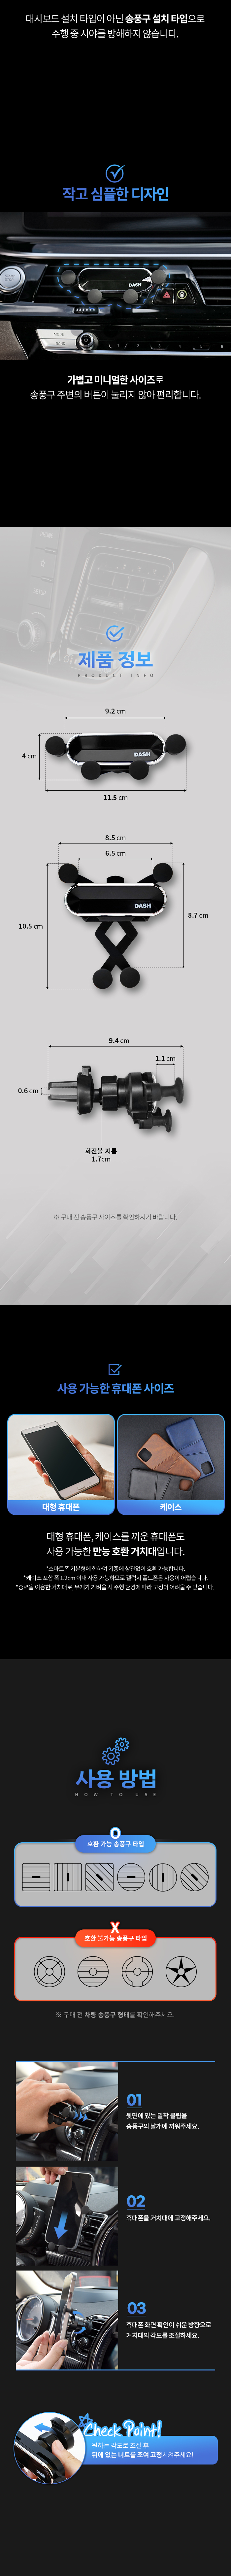 대시보드 설치 타입이 아닌 송풍구 설치 타입으로
주행 중 시야를 방해하지 않습니다.
작고 심플한 디자인
DASH
가볍고 미니멀한 사이즈로
송풍구 주변의 버튼이 눌리지 않아 편리합니다.
제품 정보
PRODUCT INFO
9.2 cm
4 cm
DASH
11.5 cm
8.5 cm
6.5 cm
10.5 cm
8.7 cm
DASH
9.4 cm
1.1 cm
0.6 cm
회전볼 지름
1.7cm
※ 구매 전 송풍구 사이즈를 확인하시기 바랍니다.
사용 가능한 휴대폰 사이즈
대형 휴대폰
케이스
대형 휴대폰, 케이스를 끼운 휴대폰도
사용 가능한 만능 호환 거치대입니다.
*스마트폰 기본형에 한하여 기종에 상관없이 호환 가능합니다.
*케이스 포함 폭 1.2cm 이내 사용 가능하므로 갤럭시 폴드폰은 사용이 어렵습니다.
*중력을 이용한 거치대로, 무게가 가벼울 시 주행 환경에 따라 고정이 어려울 수 있습니다.
사용 방법
HOW TO USE
O
호환 가능 송풍구 타입
X
호환 불가능 송풍구 타입
※ 구매 전 차량 송풍구 형태를 확인해주세요.
01
뒷면에 있는 밀착 클립을
송풍구의 날개에 끼워주세요.
02
휴대폰을 거치대에 고정해주세요.
03
휴대폰 화면 확인이 쉬운 방향으로
거치대의 각도를 조절하세요.
Check Point!
원하는 각도로 조절 후
뒤에 있는 너트를 조여 고정시켜주세요!